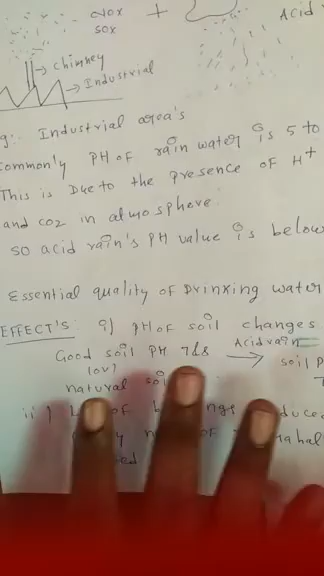 NOx + Acid
SOx
chimney
Industrial
g: Industrial area's
commonly PH of rain water is 5 to
This is Due to the presence of H+
and co2 in atmosphere.
so acid rain's PH value is below
Essential quality of Drinking water
EFFECT'S: i) PH of soil changes
Good soil PH 7&8 Acid rain
(or) soil P
natural
ii)